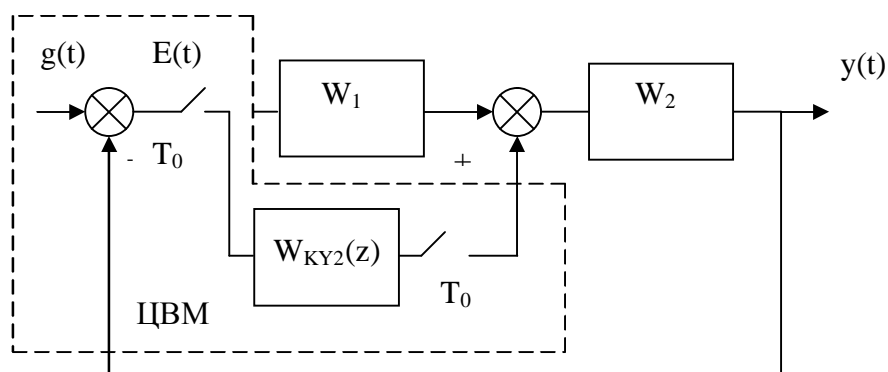 g(t) E(t) y(t)
W₁ W₂
- T₀ +
W_KY2(z)
T₀
ЦВМ